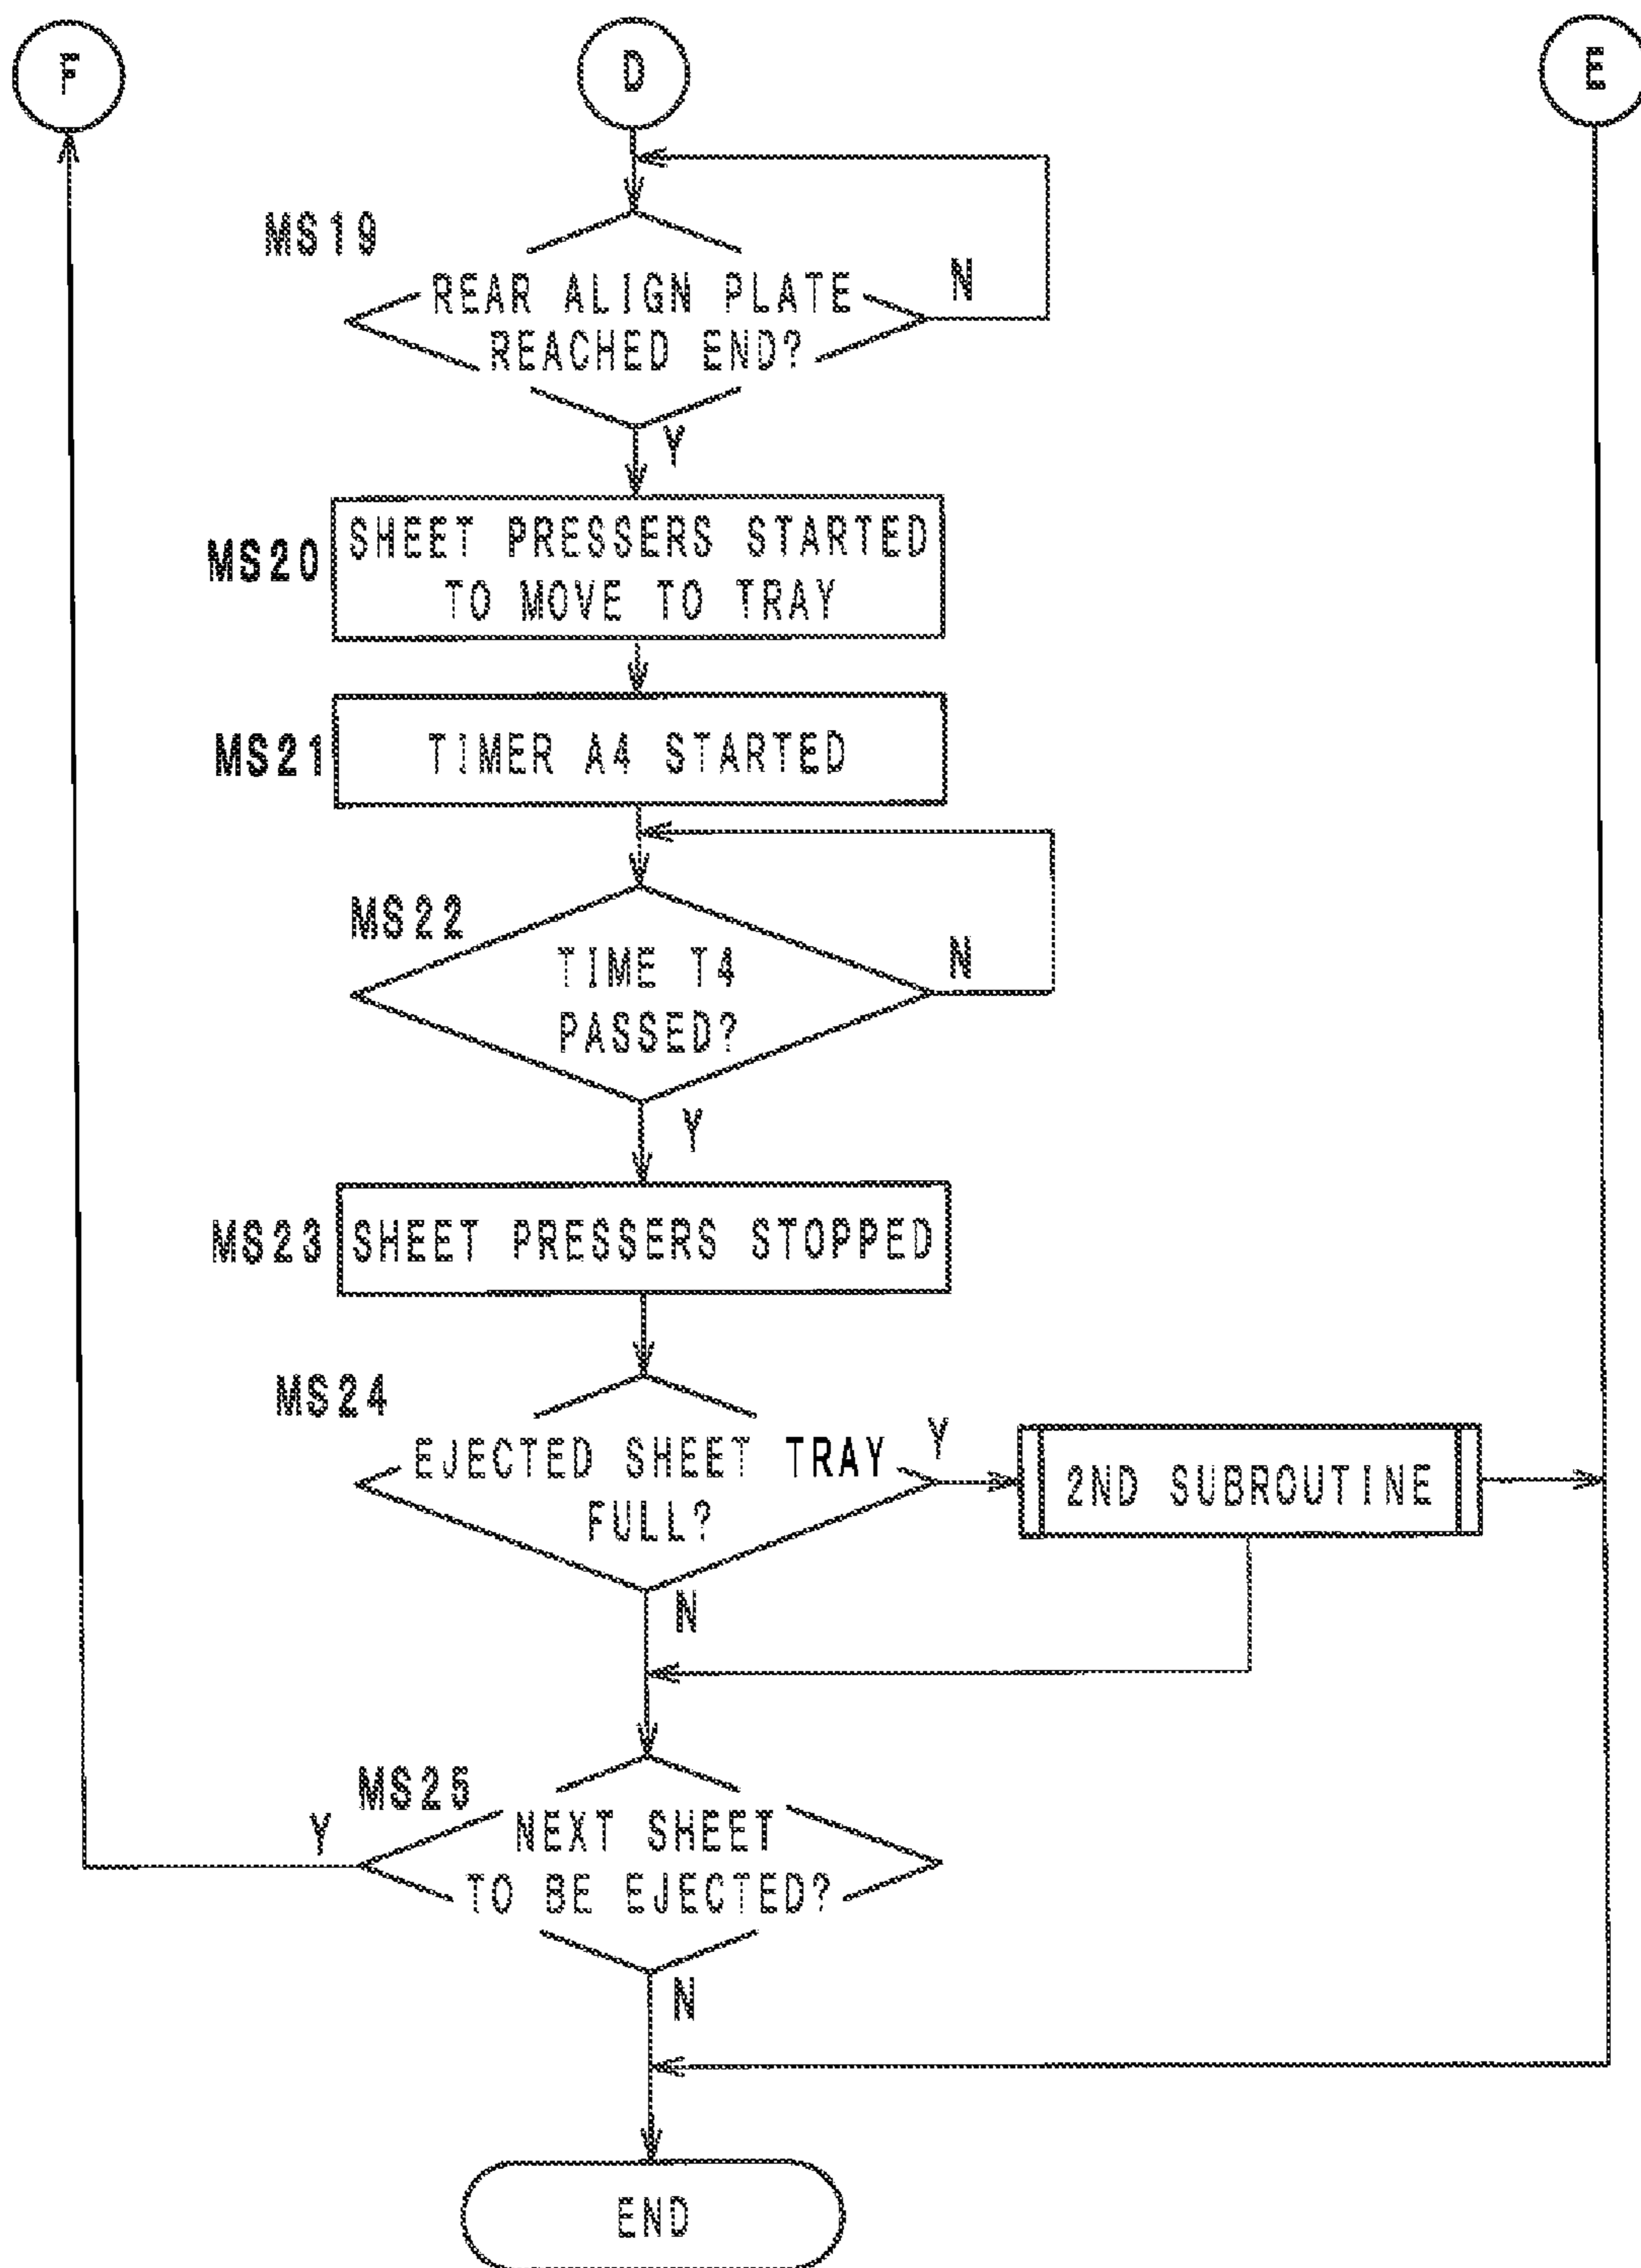 F
D
E
MS19
REAR ALIGN PLATE
REACHED END?
N
Y
MS20
SHEET PRESSERS STARTED
TO MOVE TO TRAY
MS21
TIMER A4 STARTED
MS22
TIME T4
PASSED?
N
Y
MS23
SHEET PRESSERS STOPPED
MS24
EJECTED SHEET TRAY
FULL?
Y
2ND SUBROUTINE
N
MS25
NEXT SHEET
TO BE EJECTED?
Y
N
END